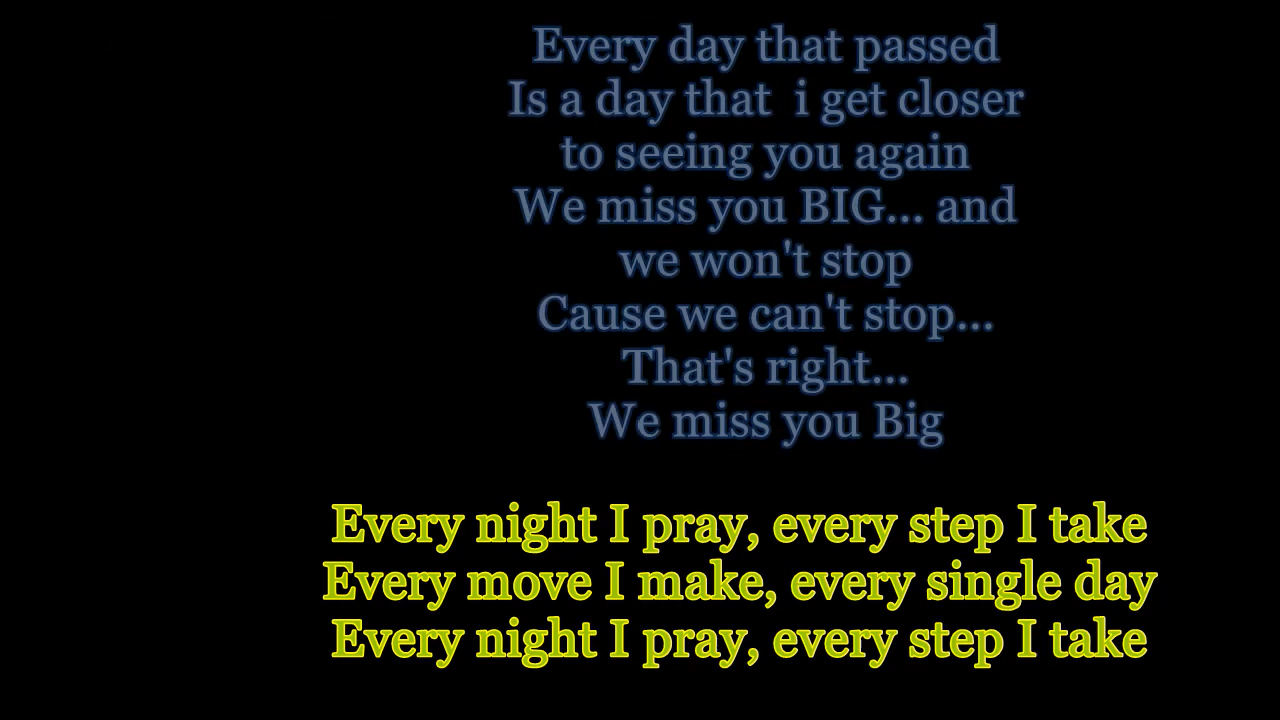 Every day that passed
Is a day that  i get closer
to seeing you again
We miss you BIG... and
we won't stop
Cause we can't stop...
That's right...
We miss you Big
Every night I pray, every step I take
Every move I make, every single day
Every night I pray, every step I take